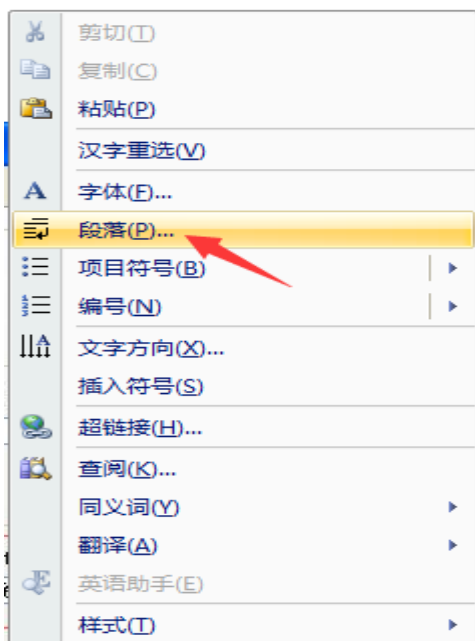 剪切(T)
复制(C)
粘贴(P)
汉字重选(V)
字体(F)...
段落(P)...
项目符号(B)
编号(N)
文字方向(X)...
插入符号(S)
超链接(H)...
查阅(K)...
同义词(Y)
翻译(A)
英语助手(E)
样式(T)